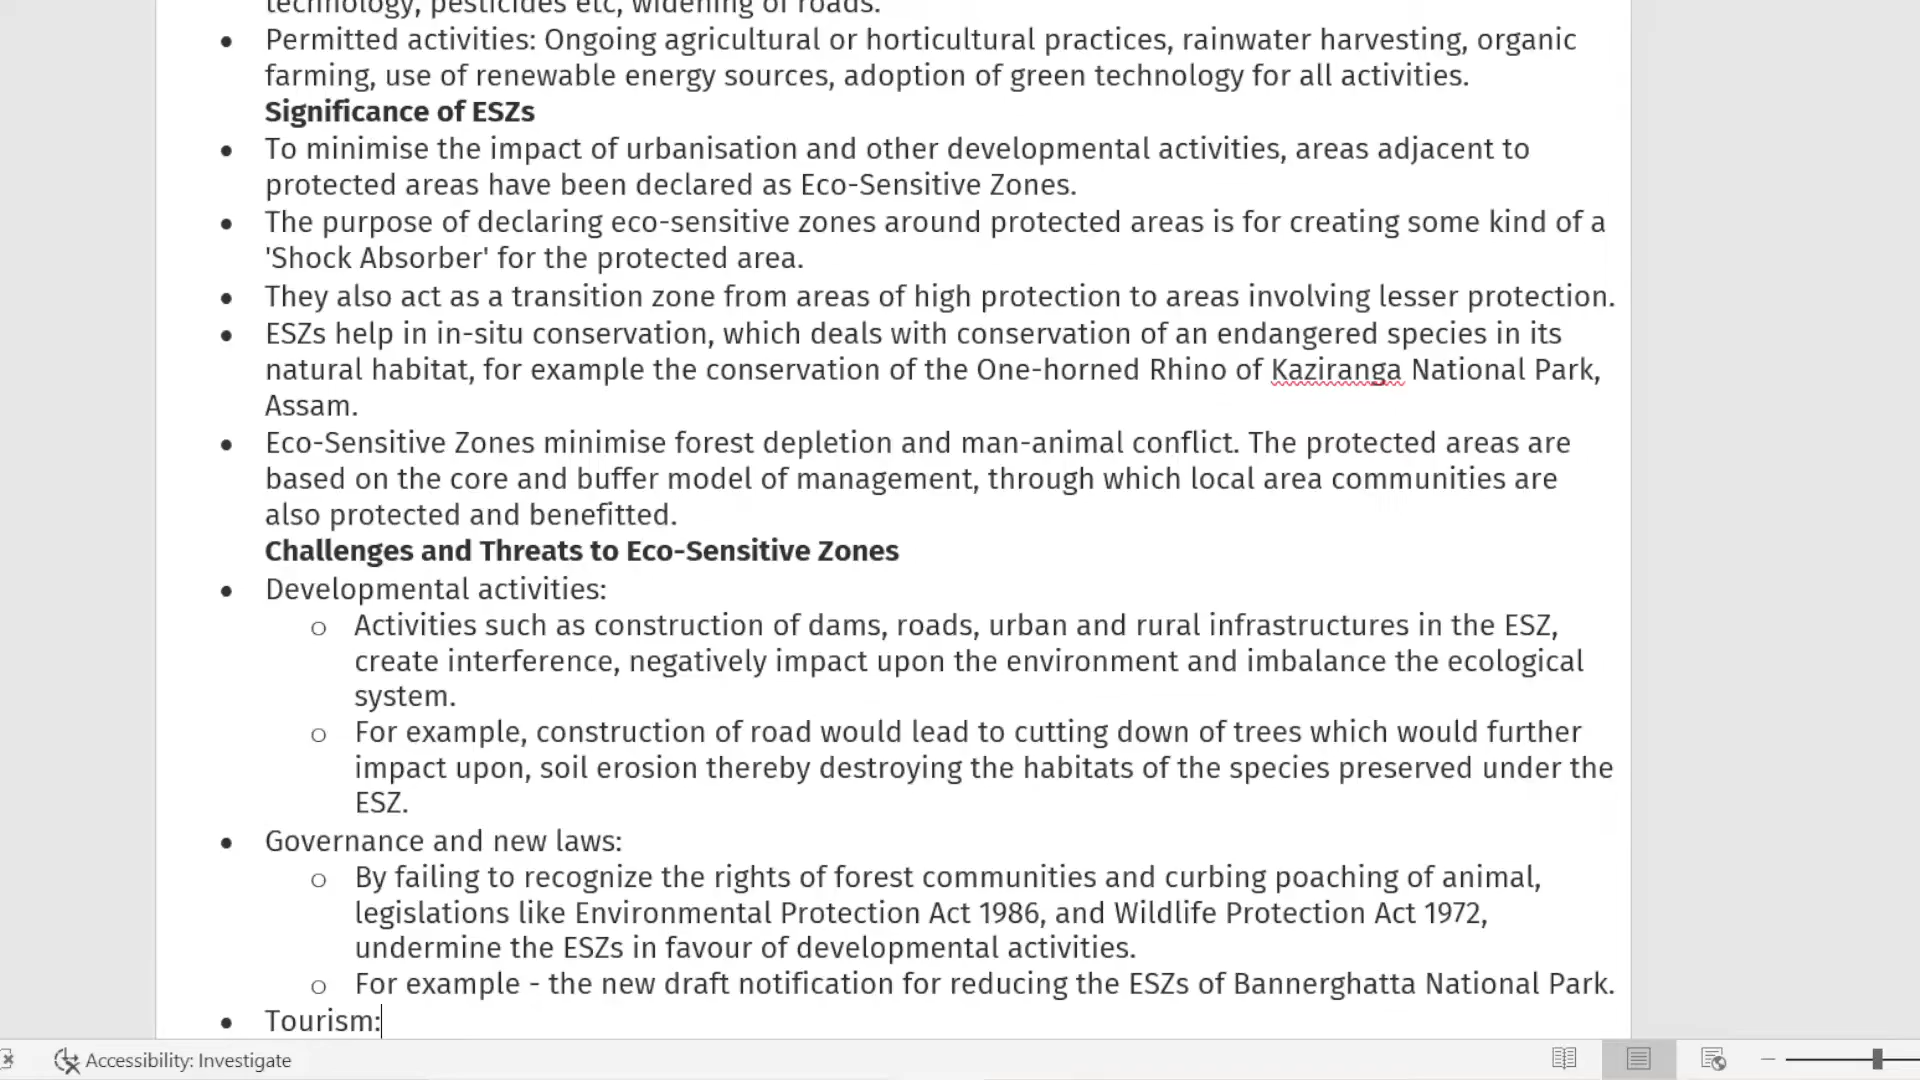 technology, pesticides etc, widening of roads.
• Permitted activities: Ongoing agricultural or horticultural practices, rainwater harvesting, organic
farming, use of renewable energy sources, adoption of green technology for all activities.
Significance of ESZs
• To minimise the impact of urbanisation and other developmental activities, areas adjacent to
protected areas have been declared as Eco-Sensitive Zones.
• The purpose of declaring eco-sensitive zones around protected areas is for creating some kind of a
'Shock Absorber' for the protected area.
• They also act as a transition zone from areas of high protection to areas involving lesser protection.
• ESZs help in in-situ conservation, which deals with conservation of an endangered species in its
natural habitat, for example the conservation of the One-horned Rhino of Kaziranga National Park,
Assam.
• Eco-Sensitive Zones minimise forest depletion and man-animal conflict. The protected areas are
based on the core and buffer model of management, through which local area communities are
also protected and benefitted.
Challenges and Threats to Eco-Sensitive Zones
• Developmental activities:
o Activities such as construction of dams, roads, urban and rural infrastructures in the ESZ,
create interference, negatively impact upon the environment and imbalance the ecological
system.
o For example, construction of road would lead to cutting down of trees which would further
impact upon, soil erosion thereby destroying the habitats of the species preserved under the
ESZ.
• Governance and new laws:
o By failing to recognize the rights of forest communities and curbing poaching of animal,
legislations like Environmental Protection Act 1986, and Wildlife Protection Act 1972,
undermine the ESZs in favour of developmental activities.
o For example - the new draft notification for reducing the ESZs of Bannerghatta National Park.
• Tourism:
Accessibility: Investigate